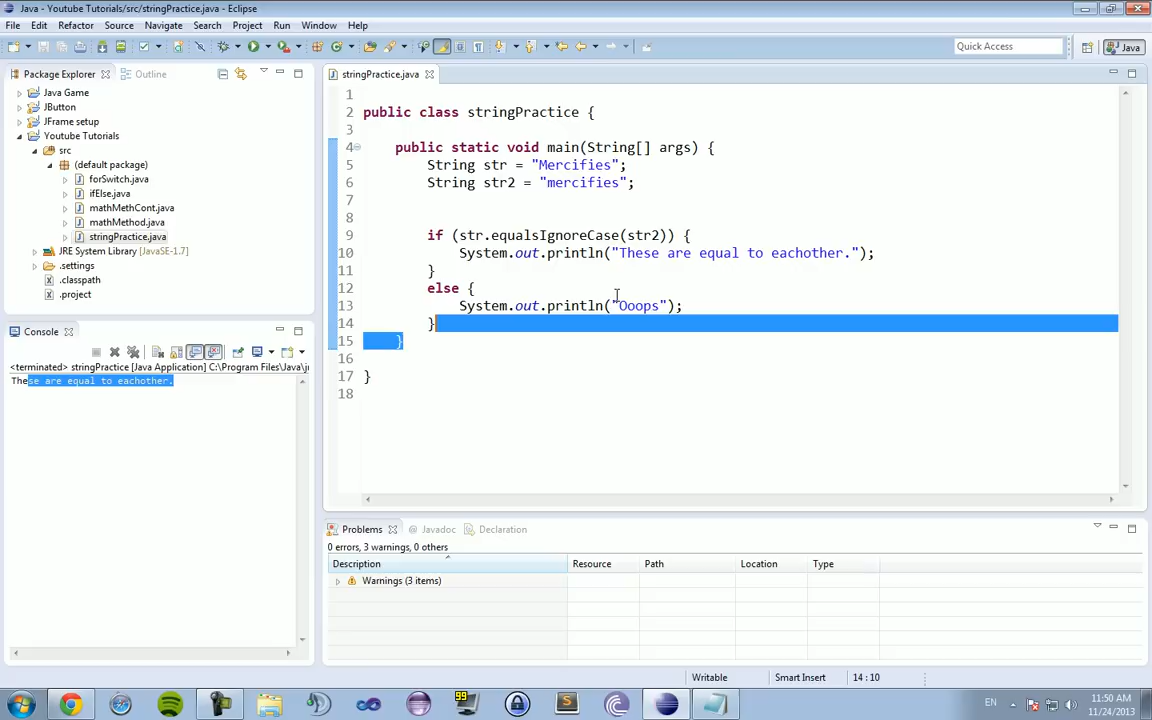 Java - Youtube Tutorials/src/stringPractice.java - Eclipse
File Edit Refactor Source Navigate Search Project Run Window Help
Quick Access Java
Package Explorer Outline
Java Game
JButton
JFrame setup
Youtube Tutorials
src
(default package)
forSwitch.java
ifElse.java
mathMethCont.java
mathMethod.java
stringPractice.java
JRE System Library [JavaSE-1.7]
.settings
.classpath
.project
Console
<terminated> stringPractice [Java Application] C:\Program Files\Java\jr
These are equal to eachother.
stringPractice.java
1
2 public class stringPractice {
3
4 public static void main(String[] args) {
5 String str = "Mercifies";
6 String str2 = "mercifies";
7
8
9 if (str.equalsIgnoreCase(str2)) {
10 System.out.println("These are equal to eachother.");
11 }
12 else {
13 System.out.println("Ooops");
14 }
15 }
16
17 }
18
Problems Javadoc Declaration
0 errors, 3 warnings, 0 others
Description Resource Path Location Type
Warnings (3 items)
Writable Smart Insert 14 : 10
99
S
EN 11:50 AM
11/24/2013